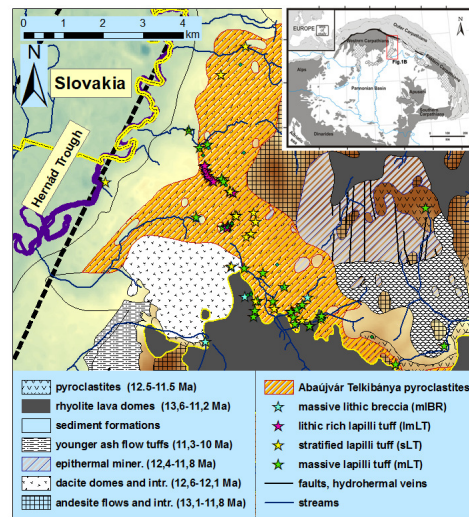 0 1 2 3 4
km
N
Slovakia
Hernád Trough
EUROPE
Outer Carpathians
Western Carpathians
Fig.1B
Alps
Pannonian Basin
Apuseni
Southern Carpathians
Dinarides
pyroclastites (12.5-11.5 Ma)
rhyolite lava domes (13,6-11,2 Ma)
sediment formations
younger ash flow tuffs (11,3-10 Ma)
epithermal miner. (12,4-11,8 Ma)
dacite domes and intr. (12,6-12,1 Ma)
andesite flows and intr. (13,1-11,8 Ma)
Abaújvár Telkibánya pyroclastites
massive lithic breccia (mlBR)
lithic rich lapilli tuff (lmLT)
stratified lapilli tuff (sLT)
massive lapilli tuff (mLT)
faults, hydrohermal veins
streams